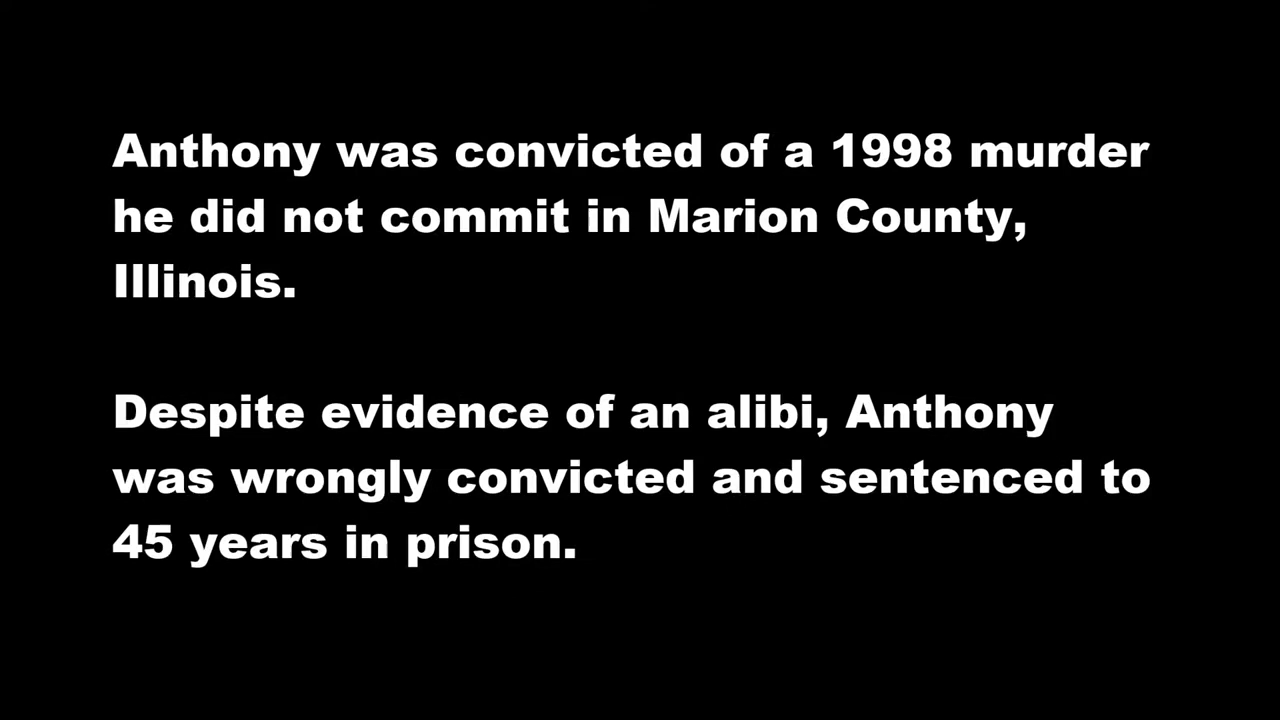 Anthony was convicted of a 1998 murder
he did not commit in Marion County,
Illinois.
Despite evidence of an alibi, Anthony
was wrongly convicted and sentenced to
45 years in prison.